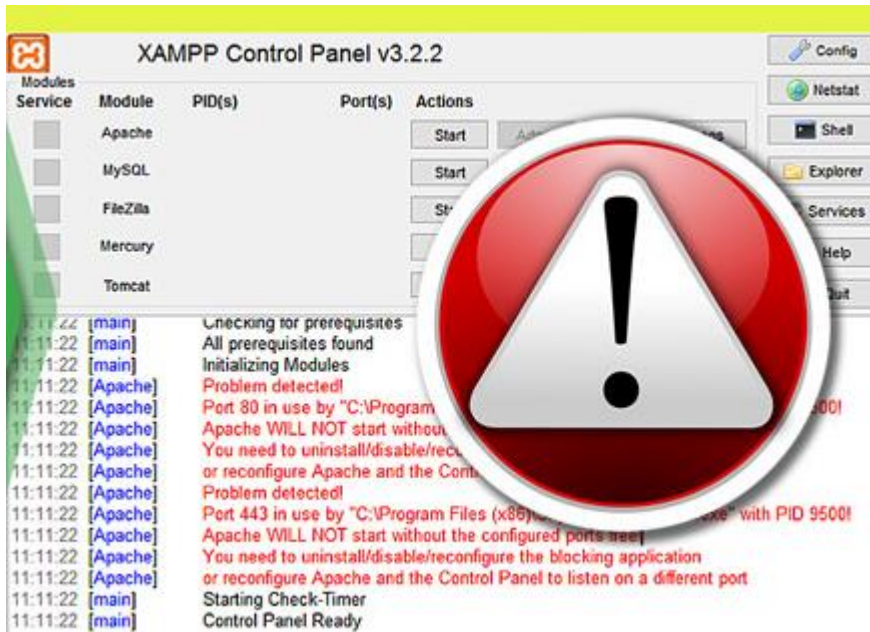 XAMPP Control Panel v3.2.2
Config
Modules
Service Module PID(s) Port(s) Actions
Netstat
Apache Start
Shell
MySQL Start
Explorer
FileZilla
Services
Mercury
Help
Tomcat
Quit
11:11:22 [main] Checking for prerequisites
11:11:22 [main] All prerequisites found
11:11:22 [main] Initializing Modules
11:11:22 [Apache] Problem detected!
11:11:22 [Apache] Port 80 in use by "C:\Program
11:11:22 [Apache] Apache WILL NOT start without
11:11:22 [Apache] You need to uninstall/disable
11:11:22 [Apache] or reconfigure Apache and the
11:11:22 [Apache] Problem detected!
11:11:22 [Apache] Port 443 in use by "C:\Program Files (x86) with PID 9500!
11:11:22 [Apache] Apache WILL NOT start without the configured ports free!
11:11:22 [Apache] You need to uninstall/disable/reconfigure the blocking application
11:11:22 [Apache] or reconfigure Apache and the Control Panel to listen on a different port
11:11:22 [main] Starting Check-Timer
11:11:22 [main] Control Panel Ready